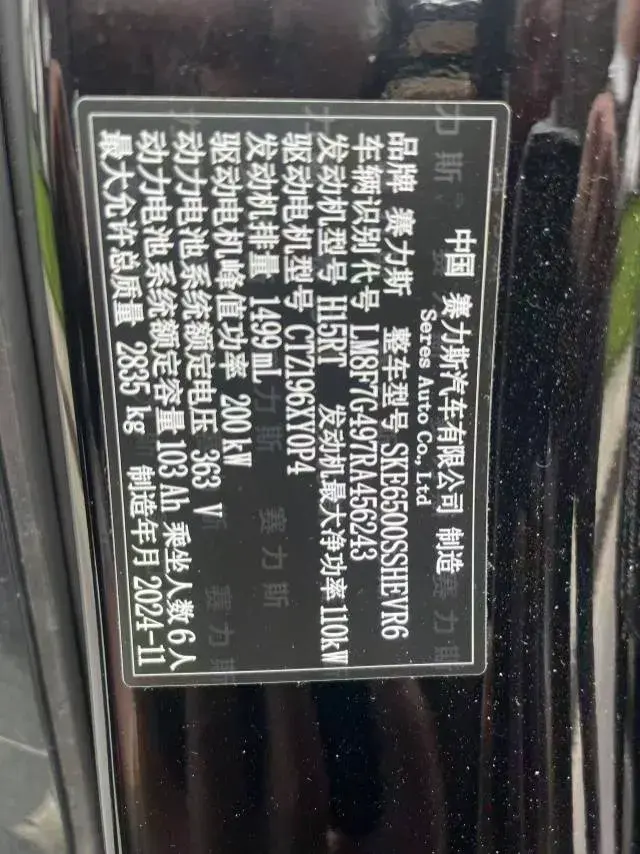 中国 赛力斯汽车有限公司 制造
Seres Auto Co., Ltd
品牌 赛力斯 整车型号 SKE6500SSHEVR6
车辆识别代号 LM8F7G497RA456243
发动机型号 H15RT 发动机最大净功率 110kW
驱动电机型号 CTZ196XY0P4
发动机排量 1499 mL
驱动电机峰值功率 200 kW
动力电池系统额定电压 363 V
动力电池系统额定容量 103 Ah 乘坐人数 6 人
最大允许总质量 2835 kg 制造年月 2024-11